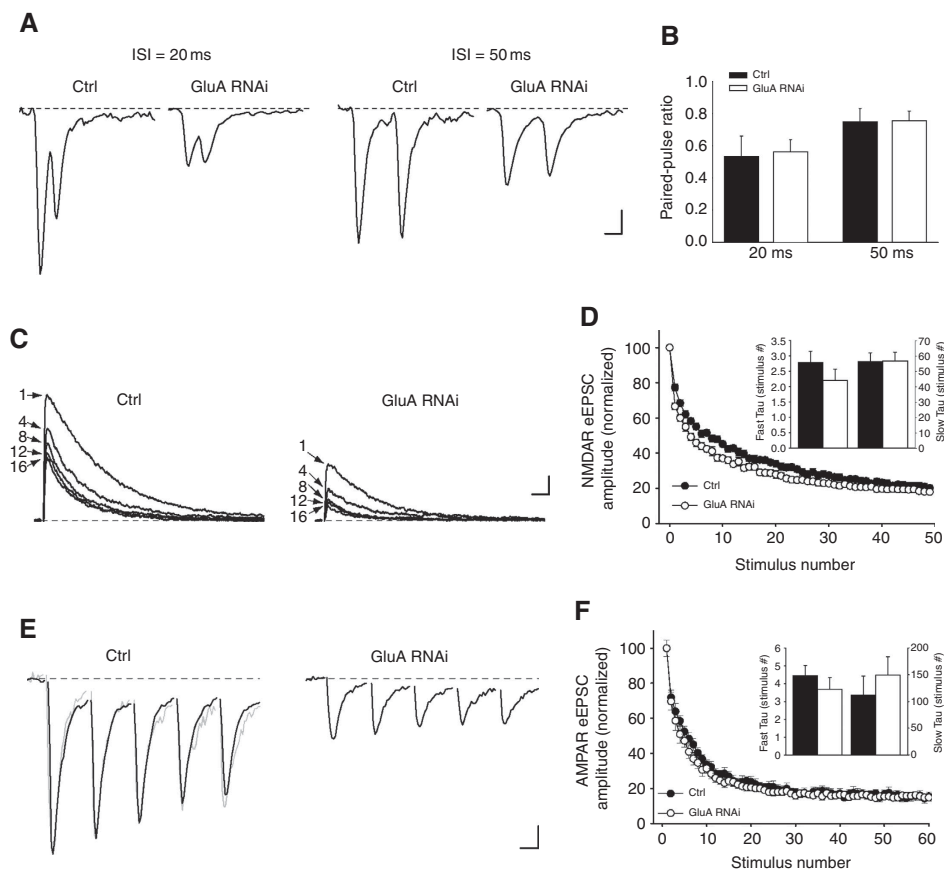 A
ISI = 20 ms
ISI = 50 ms
Ctrl
GluA RNAi
Ctrl
GluA RNAi
B
Ctrl
GluA RNAi
Paired-pulse ratio
1.0
0.8
0.6
0.4
0.2
0.0
20 ms
50 ms
C
Ctrl
GluA RNAi
1
4
8
12
16
1
4
8
12
16
D
NMDAR eEPSC
amplitude (normalized)
100
80
60
40
20
0
0 10 20 30 40 50
Stimulus number
Ctrl
GluA RNAi
Fast Tau (stimulus #)
3.5
3.0
2.5
2.0
1.5
1.0
0.5
0.0
Slow Tau (stimulus #)
70
60
50
40
30
20
10
0
E
Ctrl
GluA RNAi
F
AMPAR eEPSC
amplitude (normalized)
100
80
60
40
20
0
0 10 20 30 40 50 60
Stimulus number
Ctrl
GluA RNAi
Fast Tau (stimulus #)
6
5
4
3
2
1
0
Slow Tau (stimulus #)
200
150
100
50
0